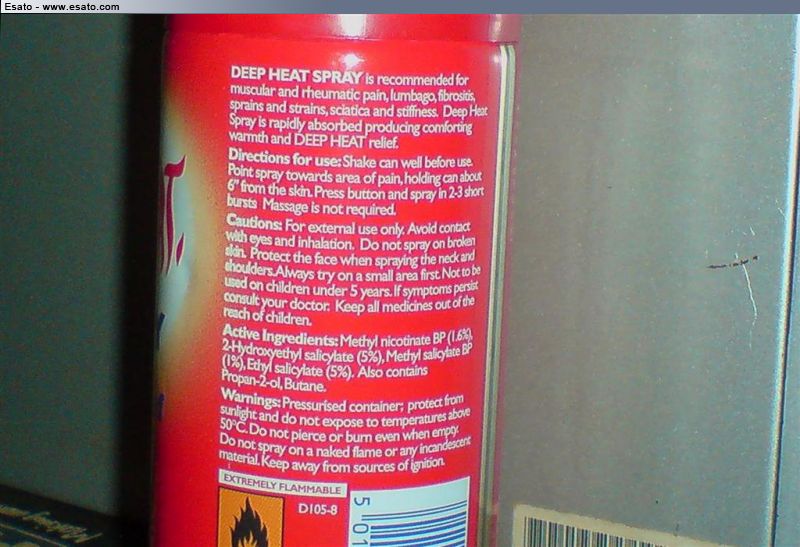 Esato - www.esato.com
DEEP HEAT SPRAY is recommended for
muscular and rheumatic pain, lumbago, fibrositis,
sprains and strains, sciatica and stiffness. Deep Heat
Spray is rapidly absorbed producing comforting
warmth and DEEP HEAT relief.
Directions for use: Shake can well before use.
Point spray towards area of pain, holding can about
6" from the skin. Press button and spray in 2-3 short
bursts Massage is not required.
Cautions: For external use only. Avoid contact
with eyes and inhalation. Do not spray on broken
skin. Protect the face when spraying the neck and
shoulders. Always try on a small area first. Not to be
used on children under 5 years. If symptoms persist
consult your doctor. Keep all medicines out of the
reach of children.
Active Ingredients: Methyl nicotinate BP (1.6%),
2-Hydroxyethyl salicylate (5%), Methyl salicylate BP
(1%), Ethyl salicylate (5%). Also contains
Propan-2-ol, Butane.
Warnings: Pressurised container; protect from
sunlight and do not expose to temperatures above
50°C. Do not pierce or burn even when empty.
Do not spray on a naked flame or any incandescent
material. Keep away from sources of ignition.
EXTREMELY FLAMMABLE
D105-8
5 01
T.